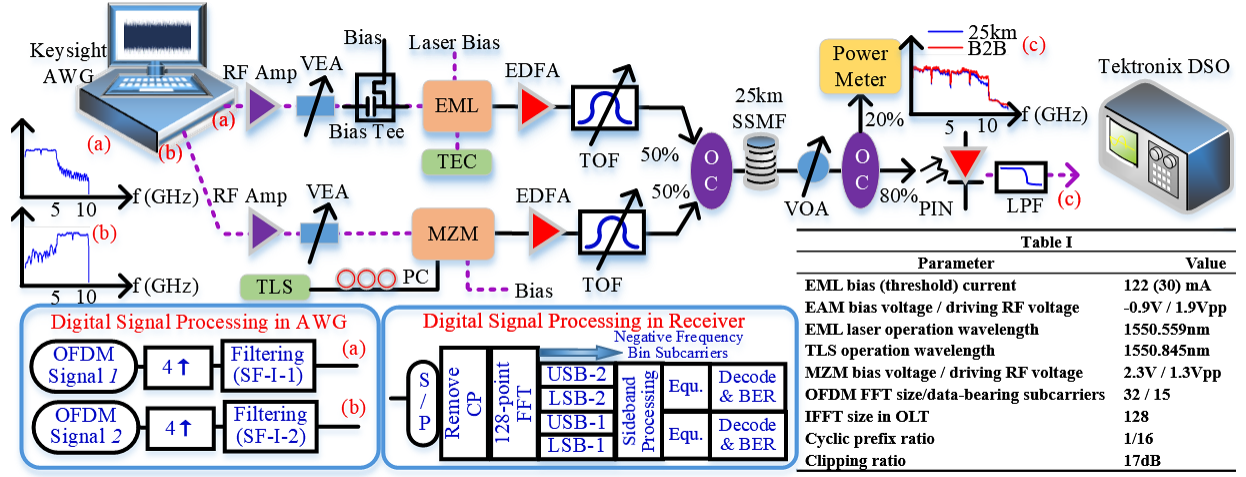 Keysight
AWG
RF Amp
VEA
Bias
Bias Tee
Laser Bias
EML
TEC
EDFA
TOF
50%
50%
O
C
25km
SSMF
VOA
Power
Meter
20%
O
C
80%
PIN
25km
B2B
(c)
5
10
f (GHz)
LPF
(c)
Tektronix DSO
(a)
(a)
(b)
f (GHz)
5
10
(b)
f (GHz)
5
10
RF Amp
VEA
MZM
EDFA
TOF
TLS
PC
Bias
Digital Signal Processing in AWG
OFDM
Signal 1
4↑
Filtering
(SF-I-1)
(a)
OFDM
Signal 2
4↑
Filtering
(SF-I-2)
(b)
Digital Signal Processing in Receiver
Negative Frequency
Bin Subcarriers
S/P
Remove
CP
128-point
FFT
USB-2
LSB-2
USB-1
LSB-1
Sideband
Processing
Equ.
Decode
& BER
Equ.
Decode
& BER
Table I
Parameter Value
EML bias (threshold) current 122 (30) mA
EAM bias voltage / driving RF voltage -0.9V / 1.9Vpp
EML laser operation wavelength 1550.559nm
TLS operation wavelength 1550.845nm
MZM bias voltage / driving RF voltage 2.3V / 1.3Vpp
OFDM FFT size/data-bearing subcarriers 32 / 15
IFFT size in OLT 128
Cyclic prefix ratio 1/16
Clipping ratio 17dB